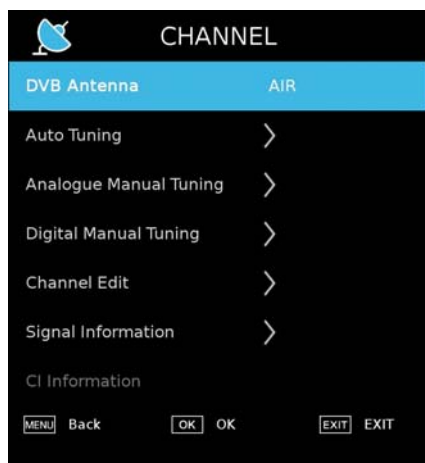 CHANNEL
DVB Antenna AIR
Auto Tuning
Analogue Manual Tuning
Digital Manual Tuning
Channel Edit
Signal Information
CI Information
MENU Back OK OK EXIT EXIT